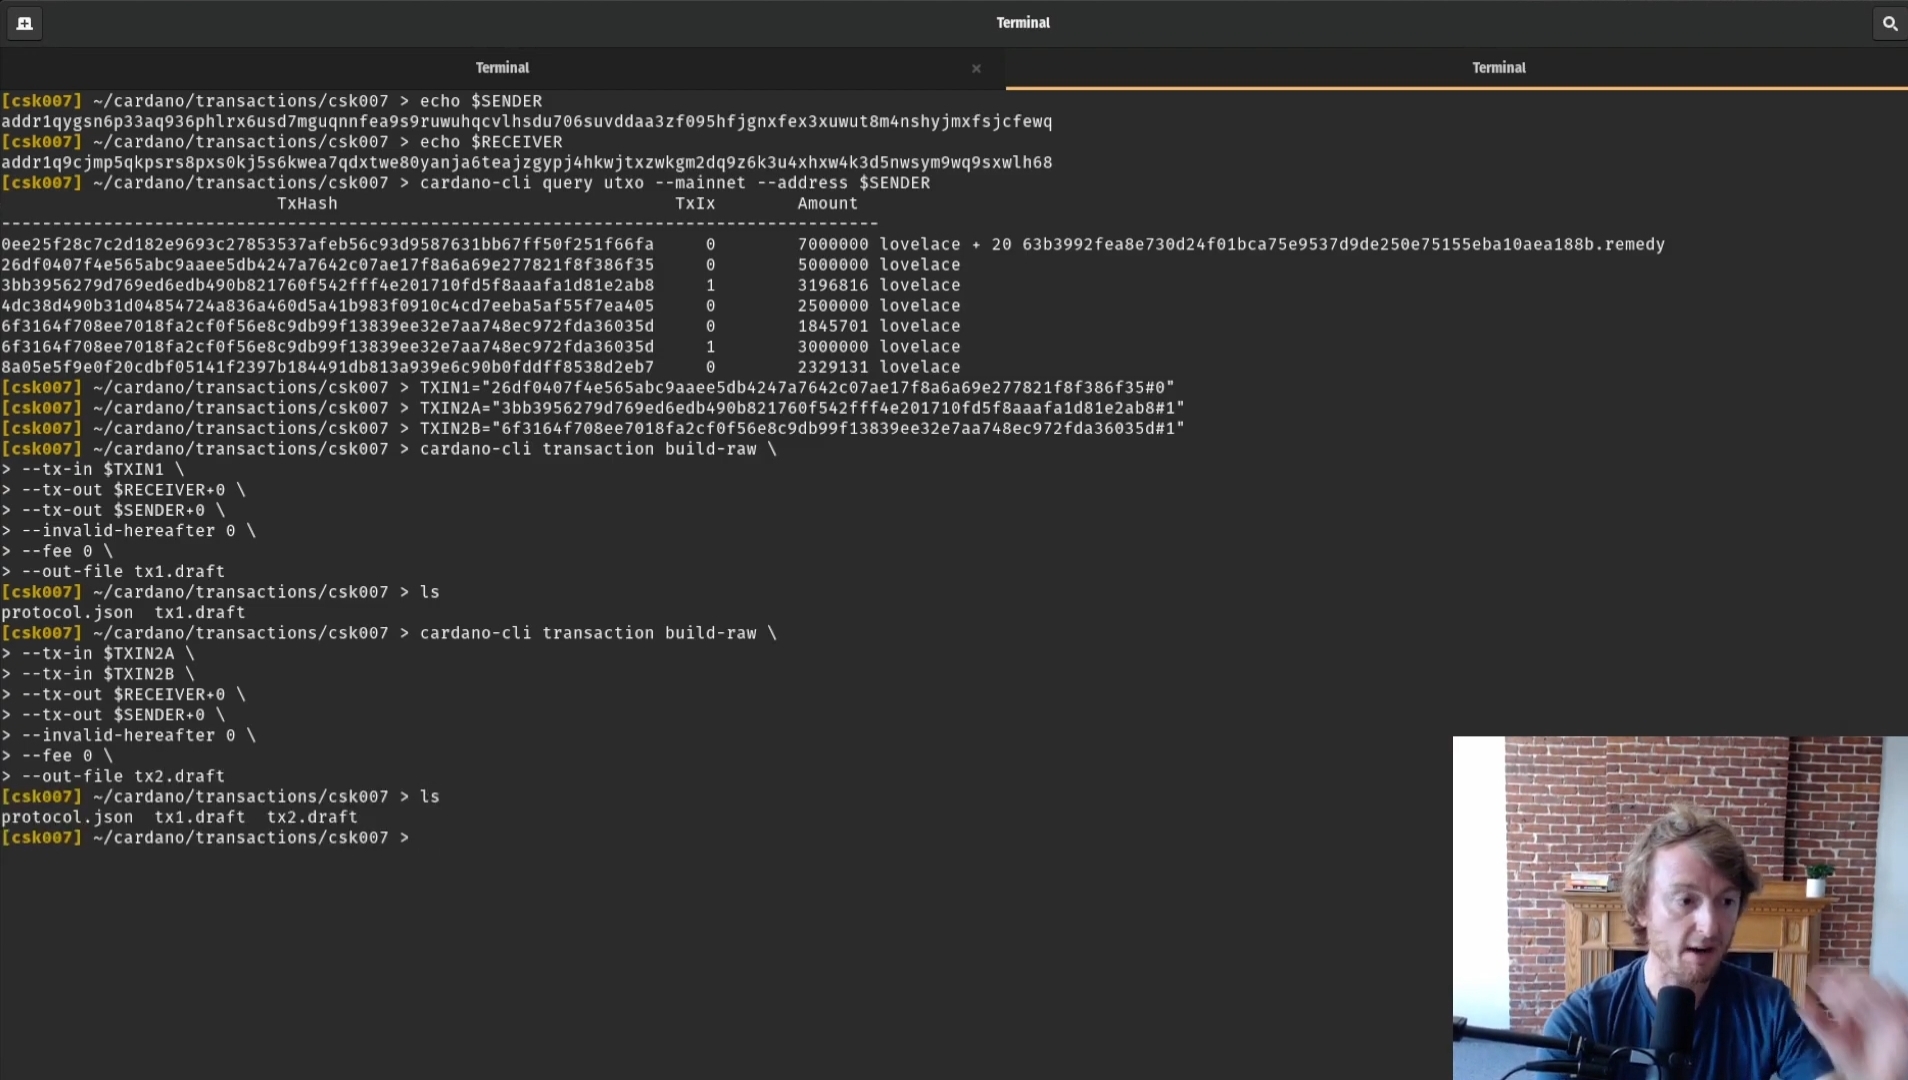 Terminal
Terminal × Terminal
[csk007] ~/cardano/transactions/csk007 > echo $SENDER
addr1qygsn6p33aq936phlrx6usd7mguqnnfea9s9ruwuhqcvlhsdu706suvddaa3zf095hfjgnxfex3xuwut8m4nshyjmxfsjcfewq
[csk007] ~/cardano/transactions/csk007 > echo $RECEIVER
addr1q9cjmp5qkpsrs8pxs0kj5s6kwea7qdxtwe80yanja6teajzgypj4hkwjtxzwkgm2dq9z6k3u4xhxw4k3d5nwsym9wq9sxwlh68
[csk007] ~/cardano/transactions/csk007 > cardano-cli query utxo --mainnet --address $SENDER
TxHash TxIx Amount
--------------------------------------------------------------------------------------
0ee25f28c7c2d182e9693c27853537afeb56c93d9587631bb67ff50f251f66fa 0 7000000 lovelace + 20 63b3992fea8e730d24f01bca75e9537d9de250e75155eba10aea188b.remedy
26df0407f4e565abc9aaee5db4247a7642c07ae17f8a6a69e277821f8f386f35 0 5000000 lovelace
3bb3956279d769ed6edb490b821760f542fff4e201710fd5f8aaafa1d81e2ab8 1 3196816 lovelace
4dc38d490b31d04854724a836a460d5a41b983f0910c4cd7eeba5af55f7ea405 0 2500000 lovelace
6f3164f708ee7018fa2cf0f56e8c9db99f13839ee32e7aa748ec972fda36035d 0 1845701 lovelace
6f3164f708ee7018fa2cf0f56e8c9db99f13839ee32e7aa748ec972fda36035d 1 3000000 lovelace
8a05e5f9e0f20cdbf05141f2397b184491db813a939e6c90b0fddff8538d2eb7 0 2329131 lovelace
[csk007] ~/cardano/transactions/csk007 > TXIN1="26df0407f4e565abc9aaee5db4247a7642c07ae17f8a6a69e277821f8f386f35#0"
[csk007] ~/cardano/transactions/csk007 > TXIN2A="3bb3956279d769ed6edb490b821760f542fff4e201710fd5f8aaafa1d81e2ab8#1"
[csk007] ~/cardano/transactions/csk007 > TXIN2B="6f3164f708ee7018fa2cf0f56e8c9db99f13839ee32e7aa748ec972fda36035d#1"
[csk007] ~/cardano/transactions/csk007 > cardano-cli transaction build-raw \
> --tx-in $TXIN1 \
> --tx-out $RECEIVER+0 \
> --tx-out $SENDER+0 \
> --invalid-hereafter 0 \
> --fee 0 \
> --out-file tx1.draft
[csk007] ~/cardano/transactions/csk007 > ls
protocol.json tx1.draft
[csk007] ~/cardano/transactions/csk007 > cardano-cli transaction build-raw \
> --tx-in $TXIN2A \
> --tx-in $TXIN2B \
> --tx-out $RECEIVER+0 \
> --tx-out $SENDER+0 \
> --invalid-hereafter 0 \
> --fee 0 \
> --out-file tx2.draft
[csk007] ~/cardano/transactions/csk007 > ls
protocol.json tx1.draft tx2.draft
[csk007] ~/cardano/transactions/csk007 >